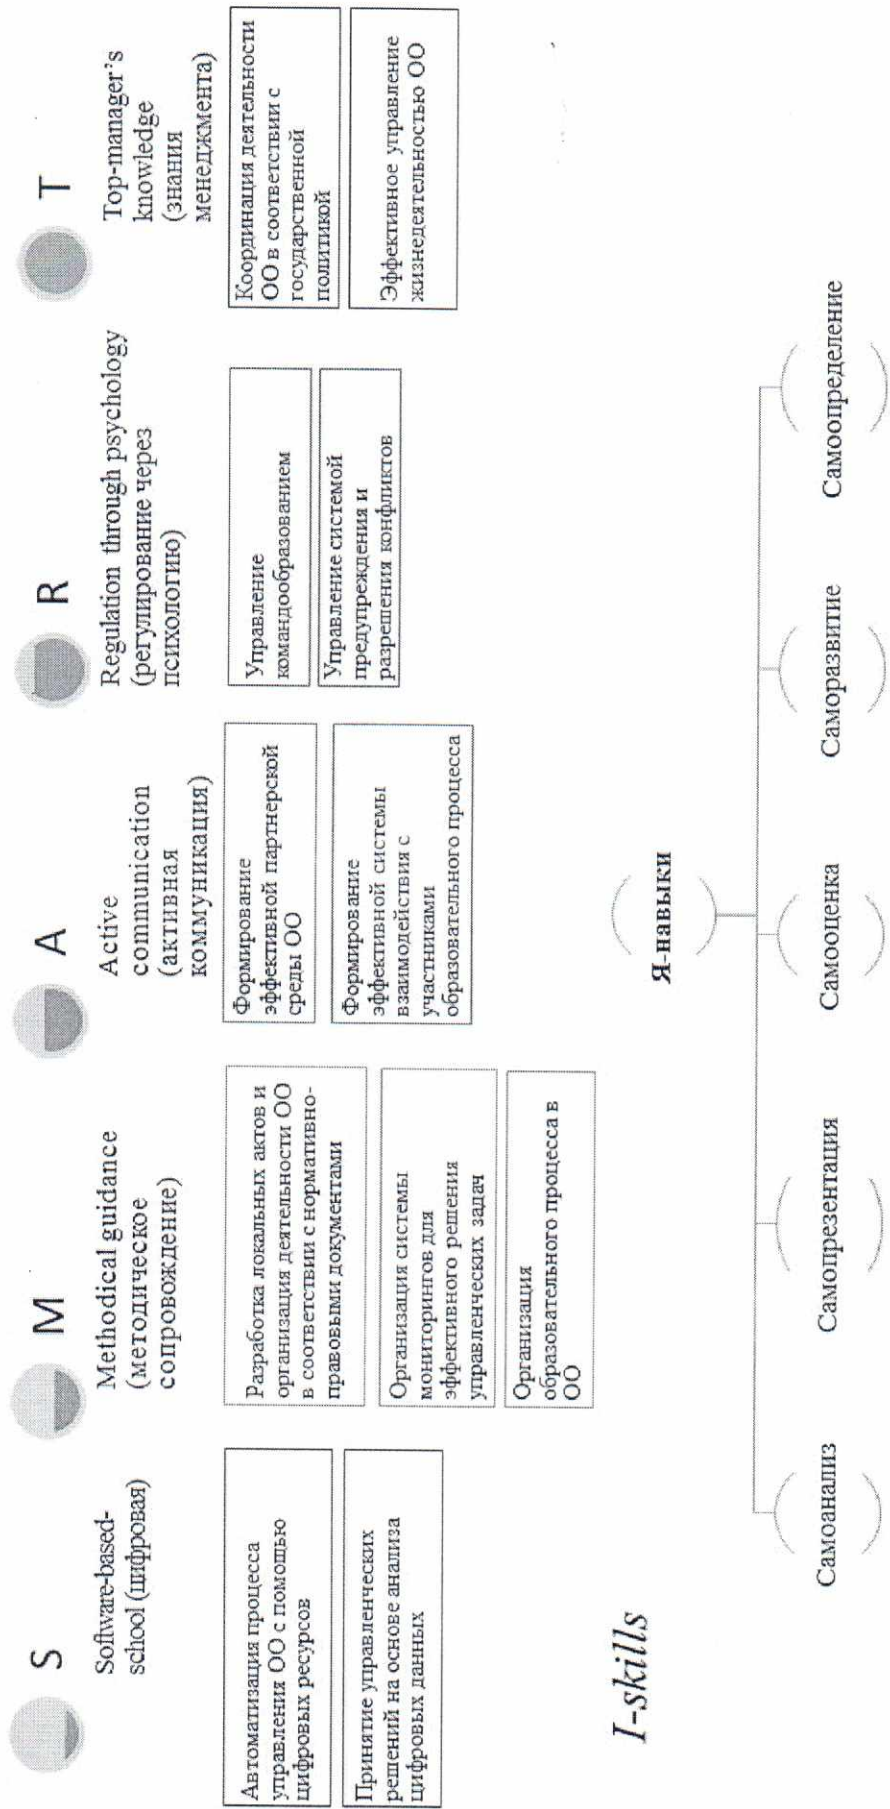 S
Software-based-
school (цифровая)
Автоматизация процесса
управления ОО с помощью
цифровых ресурсов
Принятие управленческих
решений на основе анализа
цифровых данных
M
Methodical guidance
(методическое
сопровождение)
Разработка локальных актов и
организация деятельности ОО
в соответствии с нормативно-
правовыми документами
Организация системы
мониторингов для
эффективного решения
управленческих задач
Организация
образовательного процесса в
ОО
A
Active
communication
(активная
коммуникация)
Формирование
эффективной партнерской
среды ОО
Формирование
эффективной системы
взаимодействия с
участниками
образовательного процесса
R
Regulation through psychology
(регулирование через
психологию)
Управление
командообразованием
Управление системой
предупреждения и
разрешения конфликтов
T
Top-manager's
knowledge
(знания
менеджмента)
Координация деятельности
ОО в соответствии с
государственной
политикой
Эффективное управление
жизнедеятельностью ОО
I-skills
Я-навыки
Самоанализ
Самопрезентация
Самооценка
Саморазвитие
Самоопределение